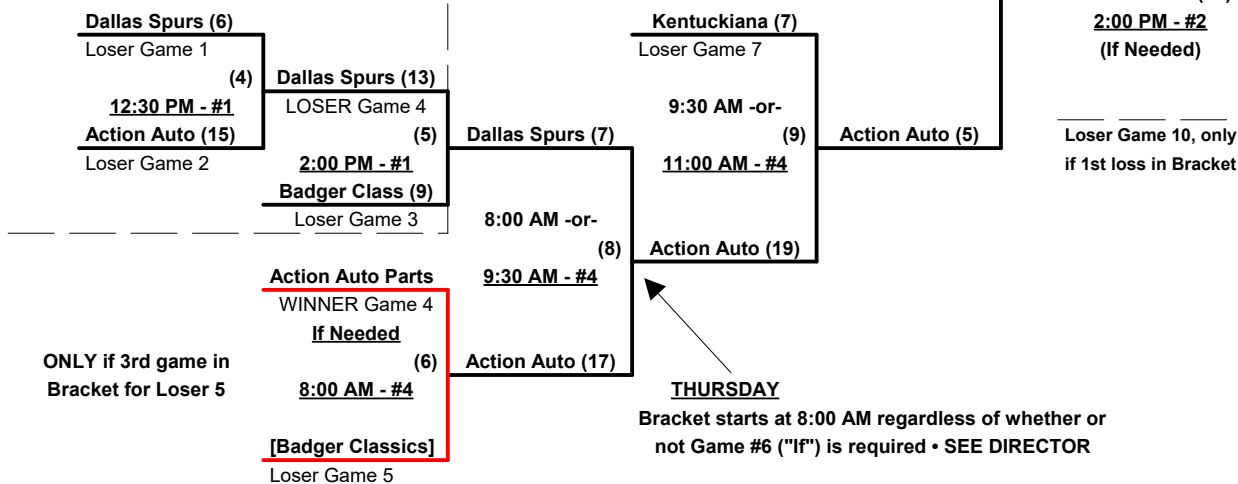 Dallas Spurs (6)
Loser Game 1
(4)
12:30 PM - #1
Action Auto (15)
Loser Game 2
Dallas Spurs (13)
LOSER Game 4
(5)
2:00 PM - #1
Badger Class (9)
Loser Game 3
Dallas Spurs (7)
8:00 AM -or-
(8)
9:30 AM - #4
Action Auto Parts
WINNER Game 4
If Needed
(6)
8:00 AM - #4
[Badger Classics]
Loser Game 5
ONLY if 3rd game in
Bracket for Loser 5
Action Auto (17)
Kentuckiana (7)
Loser Game 7
9:30 AM -or-
(9)
11:00 AM - #4
Action Auto (19)
Action Auto (5)
THURSDAY
Bracket starts at 8:00 AM regardless of whether or
not Game #6 ("If") is required • SEE DIRECTOR
2:00 PM - #2
(If Needed)
Loser Game 10, only
if 1st loss in Bracket